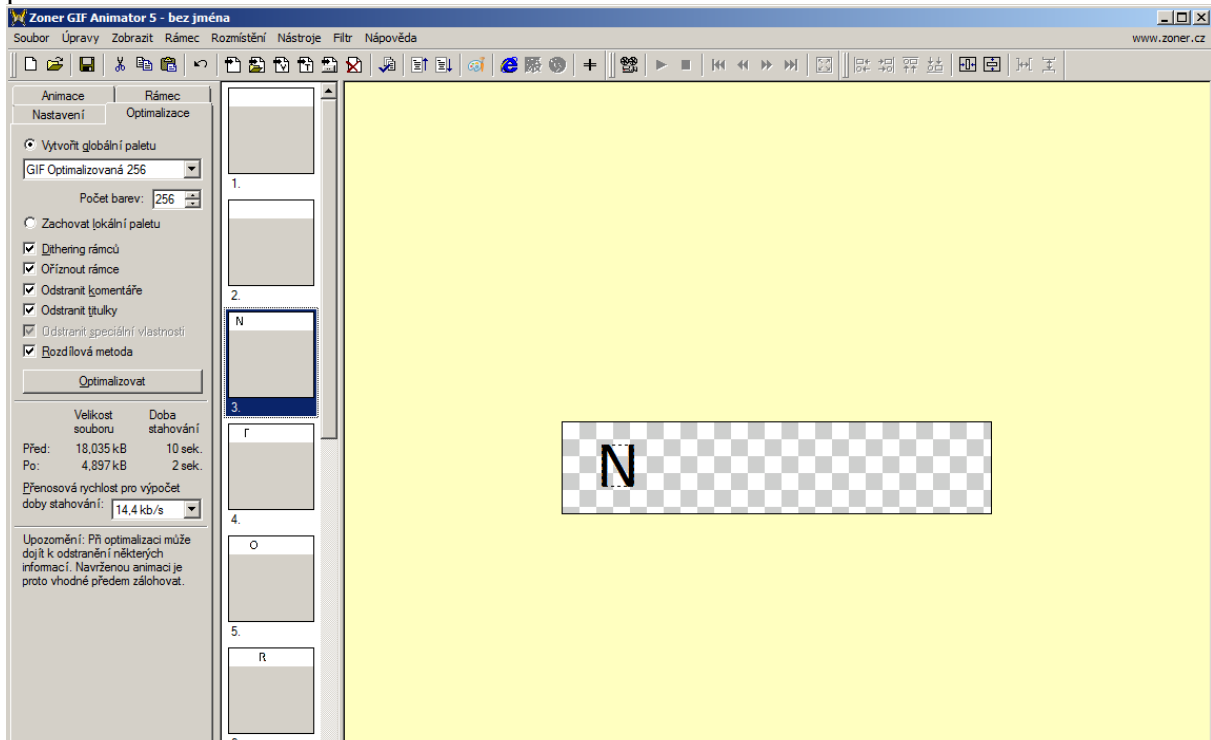 Zoner GIF Animator 5 - bez jména
Soubor Úpravy Zobrazit Rámec Rozmístění Nástroje Filtr Nápověda www.zoner.cz
Animace Rámec
Nastavení Optimalizace
Vytvořit globální paletu
GIF Optimalizovaná 256
Počet barev: 256
Zachovat lokální paletu
Dithering rámců
Oříznout rámce
Odstranit komentáře
Odstranit titulky
Odstranit speciální vlastnosti
Rozdílová metoda
Optimalizovat
Velikost Doba
souboru stahování
Před: 18,035 kB 10 sek.
Po: 4,897 kB 2 sek.
Přenosová rychlost pro výpočet
doby stahování: 14,4 kb/s
Upozornění: Při optimalizaci může
dojít k odstranění některých
informací. Navrženou animaci je
proto vhodné předem zálohovat.
1.
2.
N
3.
Γ
4.
O
5.
R
N